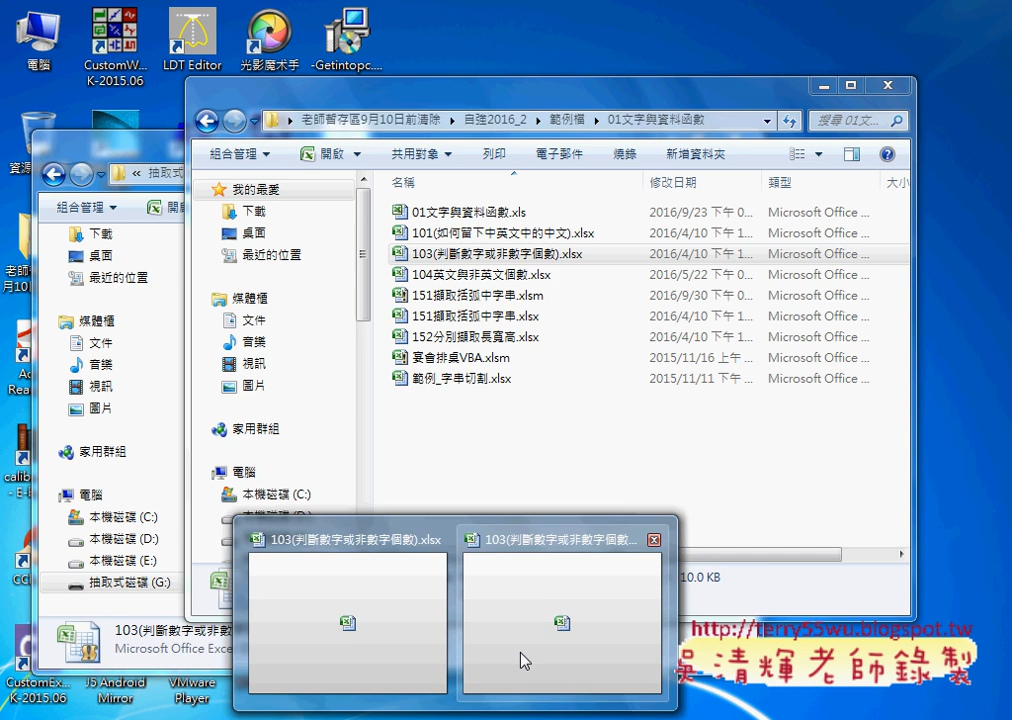 電腦
CustomW...
K-2015.06
LDT Editor
光影魔术手
-Getintopc....
老師暫存區9月10日前清除
自強2016_2
範例檔
01文字與資料函數
搜尋 01文...
組合管理
開啟
共用對象
列印
電子郵件
燒錄
新增資料夾
名稱
修改日期
類型
大小
我的最愛
下載
桌面
最近的位置
媒體櫃
文件
音樂
視訊
圖片
家用群組
電腦
本機磁碟 (C:)
01文字與資料函數.xls
2016/9/23 下午 0...
Microsoft Office ...
101(如何留下中英文中的中文).xlsx
2016/4/10 下午 1...
Microsoft Office ...
103(判斷數字或非數字個數).xlsx
2016/4/10 下午 1...
Microsoft Office ...
104英文與非英文個數.xlsx
2016/5/22 下午 0...
Microsoft Office ...
151擷取括弧中字串.xlsm
2016/9/30 下午 0...
Microsoft Office ...
151擷取括弧中字串.xlsx
2016/4/10 下午 0...
Microsoft Office ...
152分別擷取長寬高.xlsx
2016/4/10 下午 0...
Microsoft Office ...
宴會排桌VBA.xlsm
2015/11/16 上午 ...
Microsoft Office ...
範例_字串切割.xlsx
2015/11/11 下午 ...
Microsoft Office ...
10.0 KB
« 抽取式
組合管理
下載
桌面
最近的位置
媒體櫃
文件
音樂
視訊
圖片
家用群組
電腦
本機磁碟 (C:)
本機磁碟 (D:)
本機磁碟 (E:)
抽取式磁碟 (G:)
103(判斷數字或非數
Microsoft Office Exce
103(判斷數字或非數字個數).xlsx
103(判斷數字或非數字個數...
CustomEx...
K-2015.06
J5 Android
Mirror
VMware
Player
http://terry55wu.blogspot.tw
吳清輝老師錄製